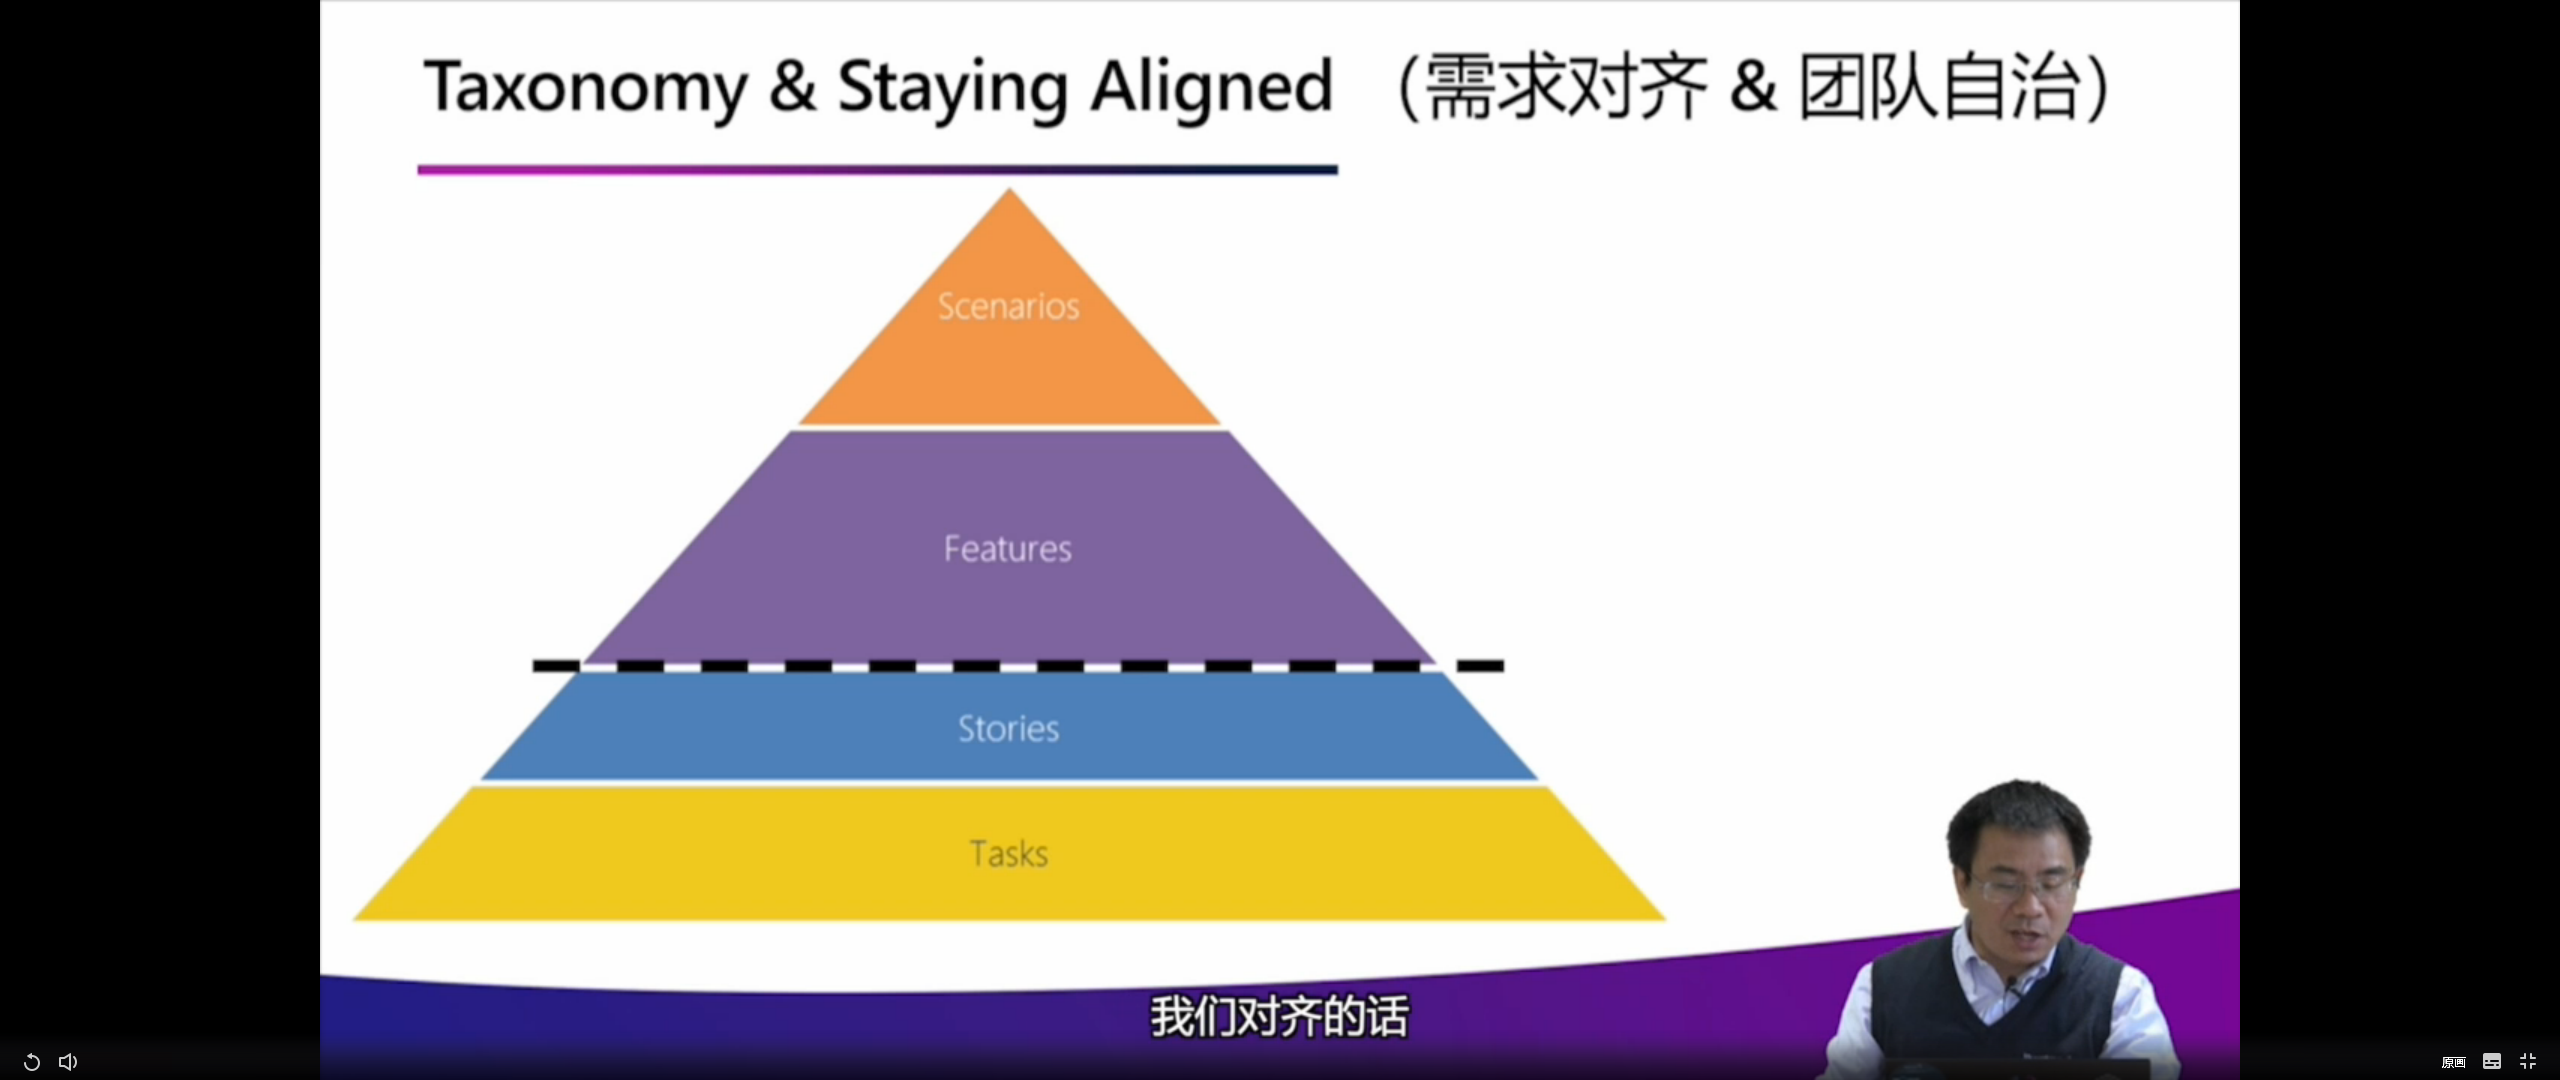 Taxonomy & Staying Aligned （需求对齐 & 团队自治）
Scenarios
Features
Stories
Tasks
我们对齐的话
原画